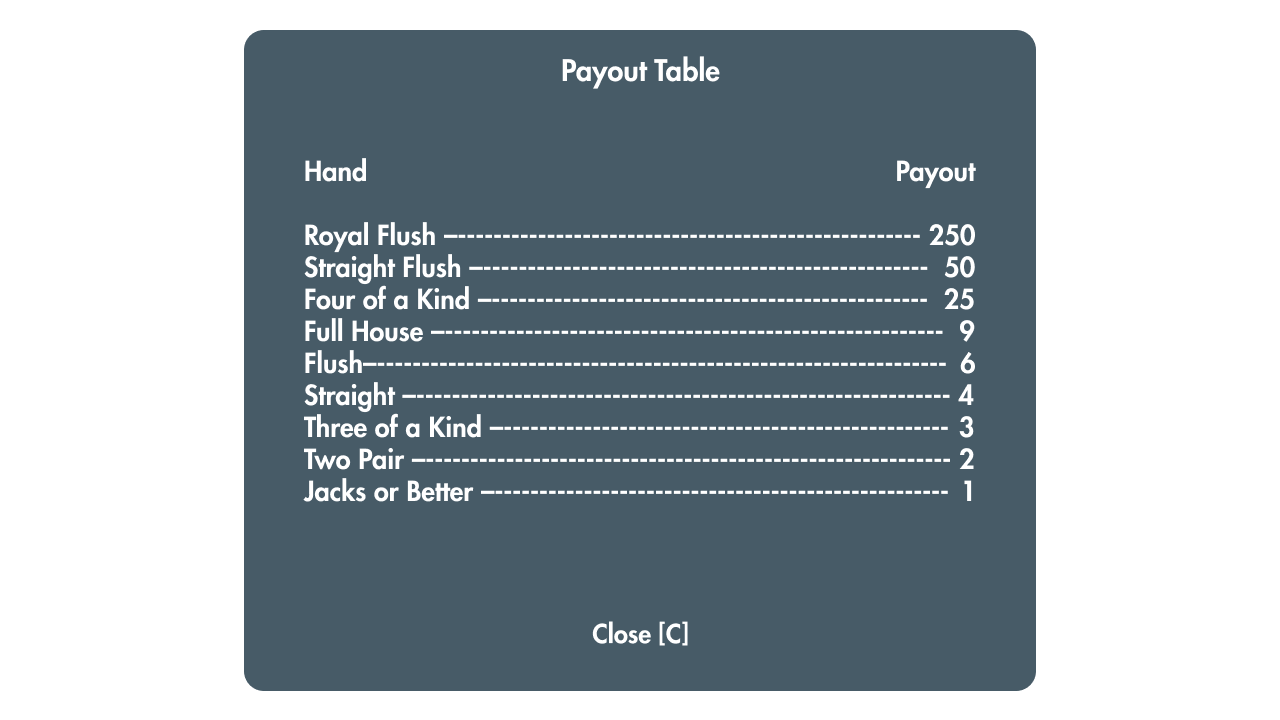 Payout Table
Hand Payout
Royal Flush —--------------------------------------------------- 250
Straight Flush —------------------------------------------------ 50
Four of a Kind —----------------------------------------------- 25
Full House —------------------------------------------------------ 9
Flush—------------------------------------------------------------- 6
Straight —--------------------------------------------------------- 4
Three of a Kind —------------------------------------------------ 3
Two Pair —-------------------------------------------------------- 2
Jacks or Better —------------------------------------------------- 1
Close [C]